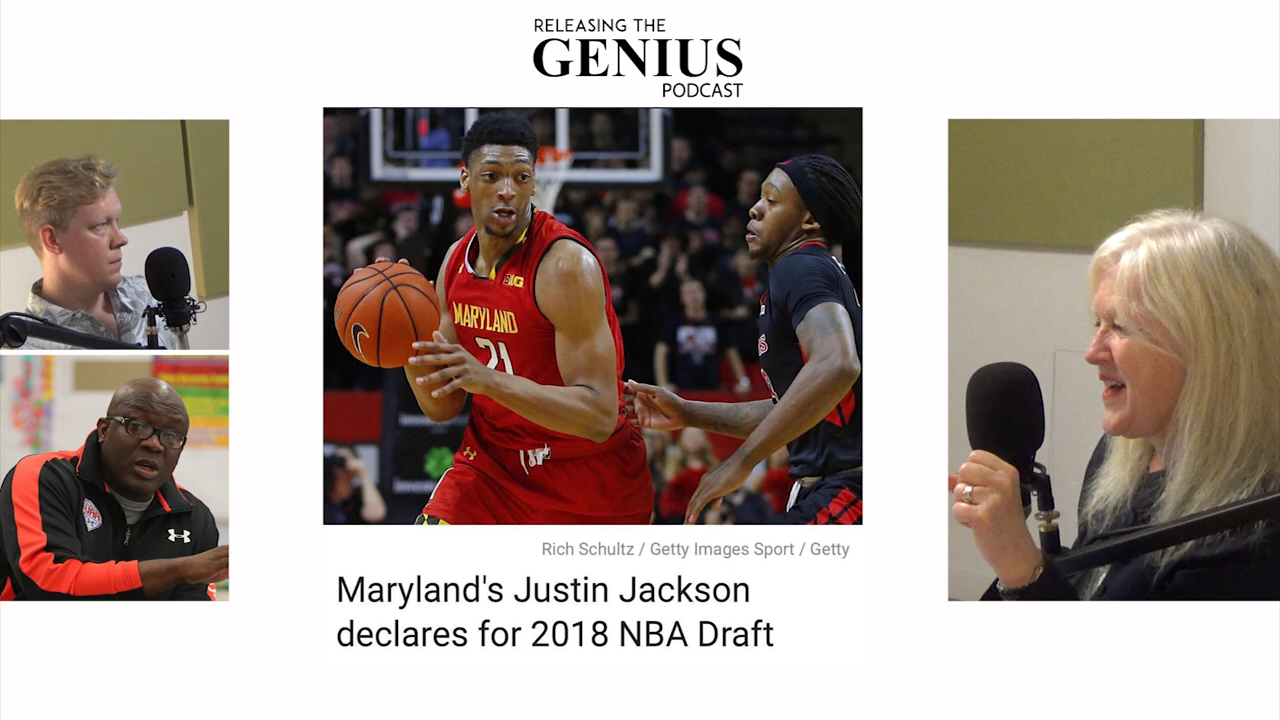 RELEASING THE
GENIUS
PODCAST
B1G
MARYLAND
21
Rich Schultz / Getty Images Sport / Getty
Maryland's Justin Jackson
declares for 2018 NBA Draft